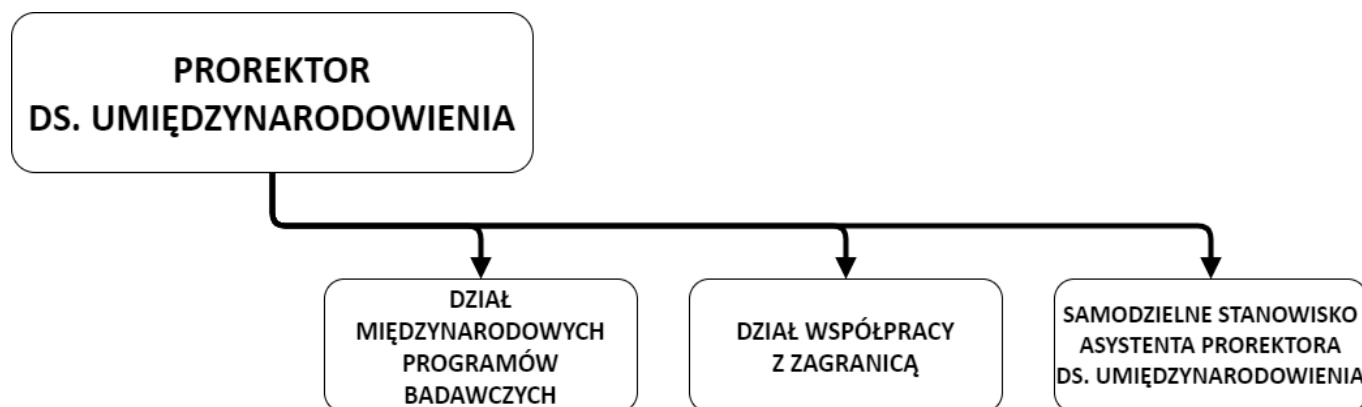 PROREKTOR
DS. UMIĘDZYNARODOWIENIA
DZIAŁ
MIĘDZYNARODOWYCH
PROGRAMÓW
BADAWCZYCH
DZIAŁ WSPÓŁPRACY
Z ZAGRANICĄ
SAMODZIELNE STANOWISKO
ASYSTENTA PROREKTORA
DS. UMIĘDZYNARODOWIENIA